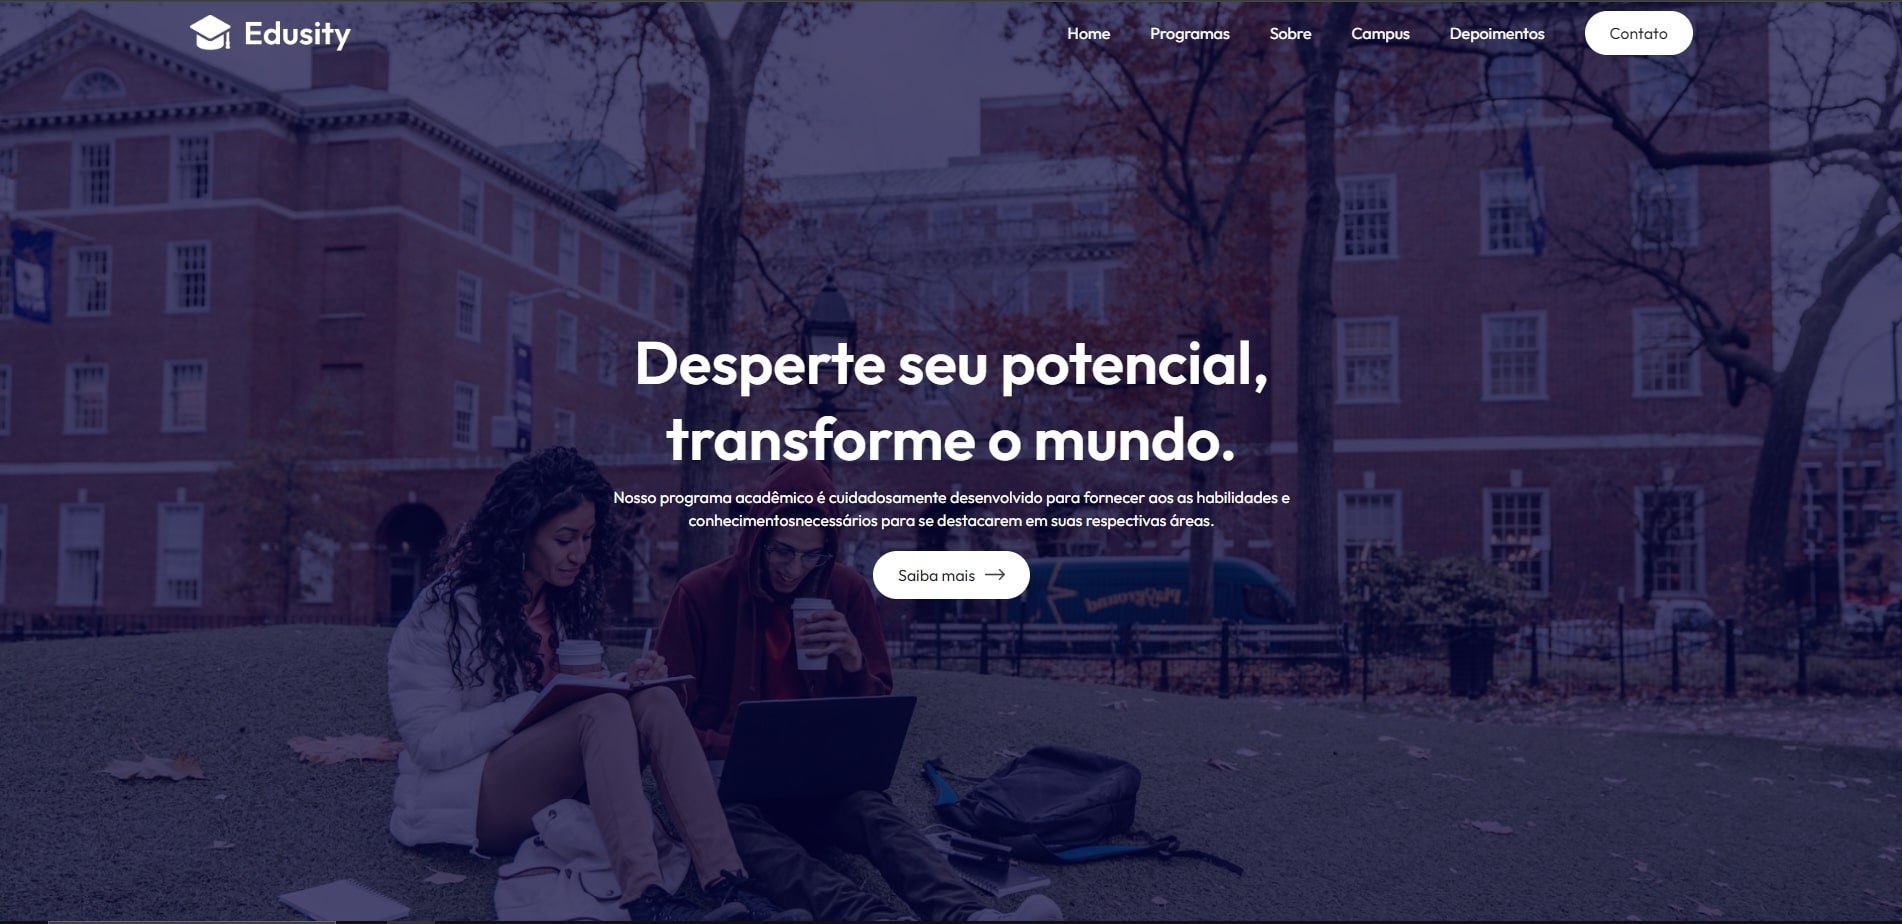 Edusity
Home
Programas
Sobre
Campus
Depoimentos
Contato
Desperte seu potencial,
transforme o mundo.
Nosso programa acadêmico é cuidadosamente desenvolvido para fornecer aos as habilidades e
conhecimentosnecessários para se destacarem em suas respectivas áreas.
Saiba mais